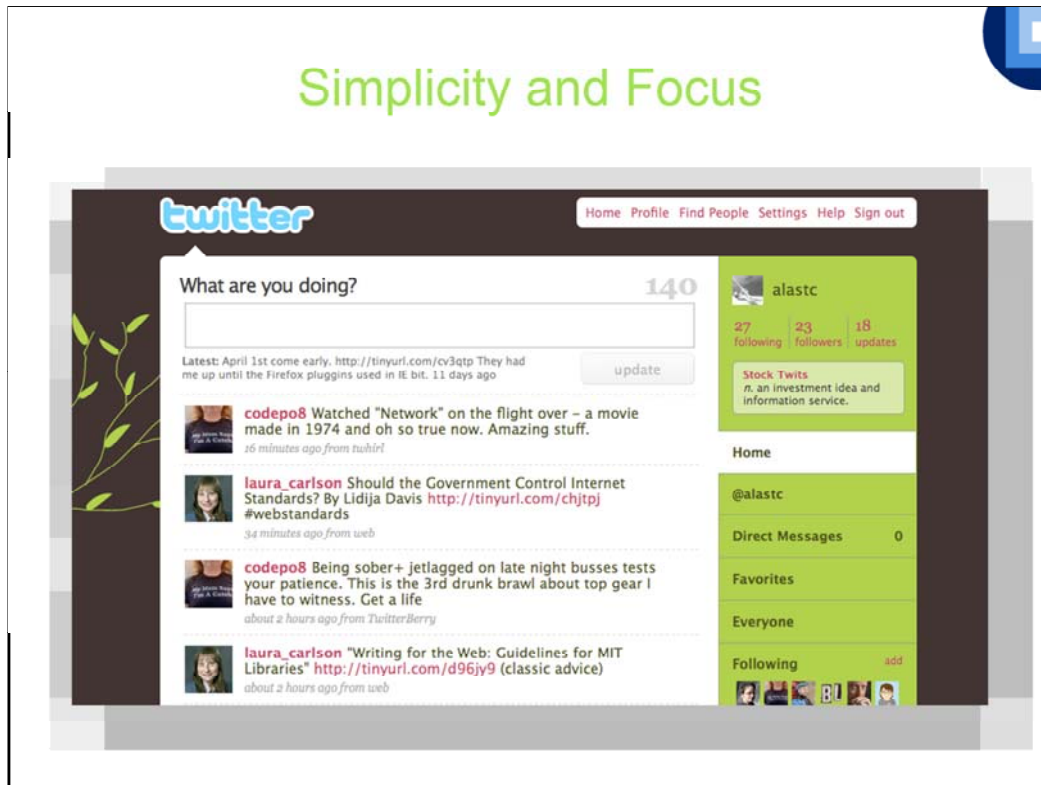 Simplicity and Focus
twitter
Home Profile Find People Settings Help Sign out
What are you doing?
140
Latest: April 1st come early. http://tinyurl.com/cv3qtp They had
me up until the Firefox pluggins used in IE bit. 11 days ago
update
codepo8 Watched "Network" on the flight over – a movie
made in 1974 and oh so true now. Amazing stuff.
16 minutes ago from twhirl
laura_carlson Should the Government Control Internet
Standards? By Lidija Davis http://tinyurl.com/chjtpj
#webstandards
34 minutes ago from web
codepo8 Being sober+ jetlagged on late night busses tests
your patience. This is the 3rd drunk brawl about top gear I
have to witness. Get a life
about 2 hours ago from TwitterBerry
laura_carlson "Writing for the Web: Guidelines for MIT
Libraries" http://tinyurl.com/d96jy9 (classic advice)
about 2 hours ago from web
alastc
27 23 18
following followers updates
Stock Twits
n. an investment idea and
information service.
Home
@alastc
Direct Messages 0
Favorites
Everyone
Following add